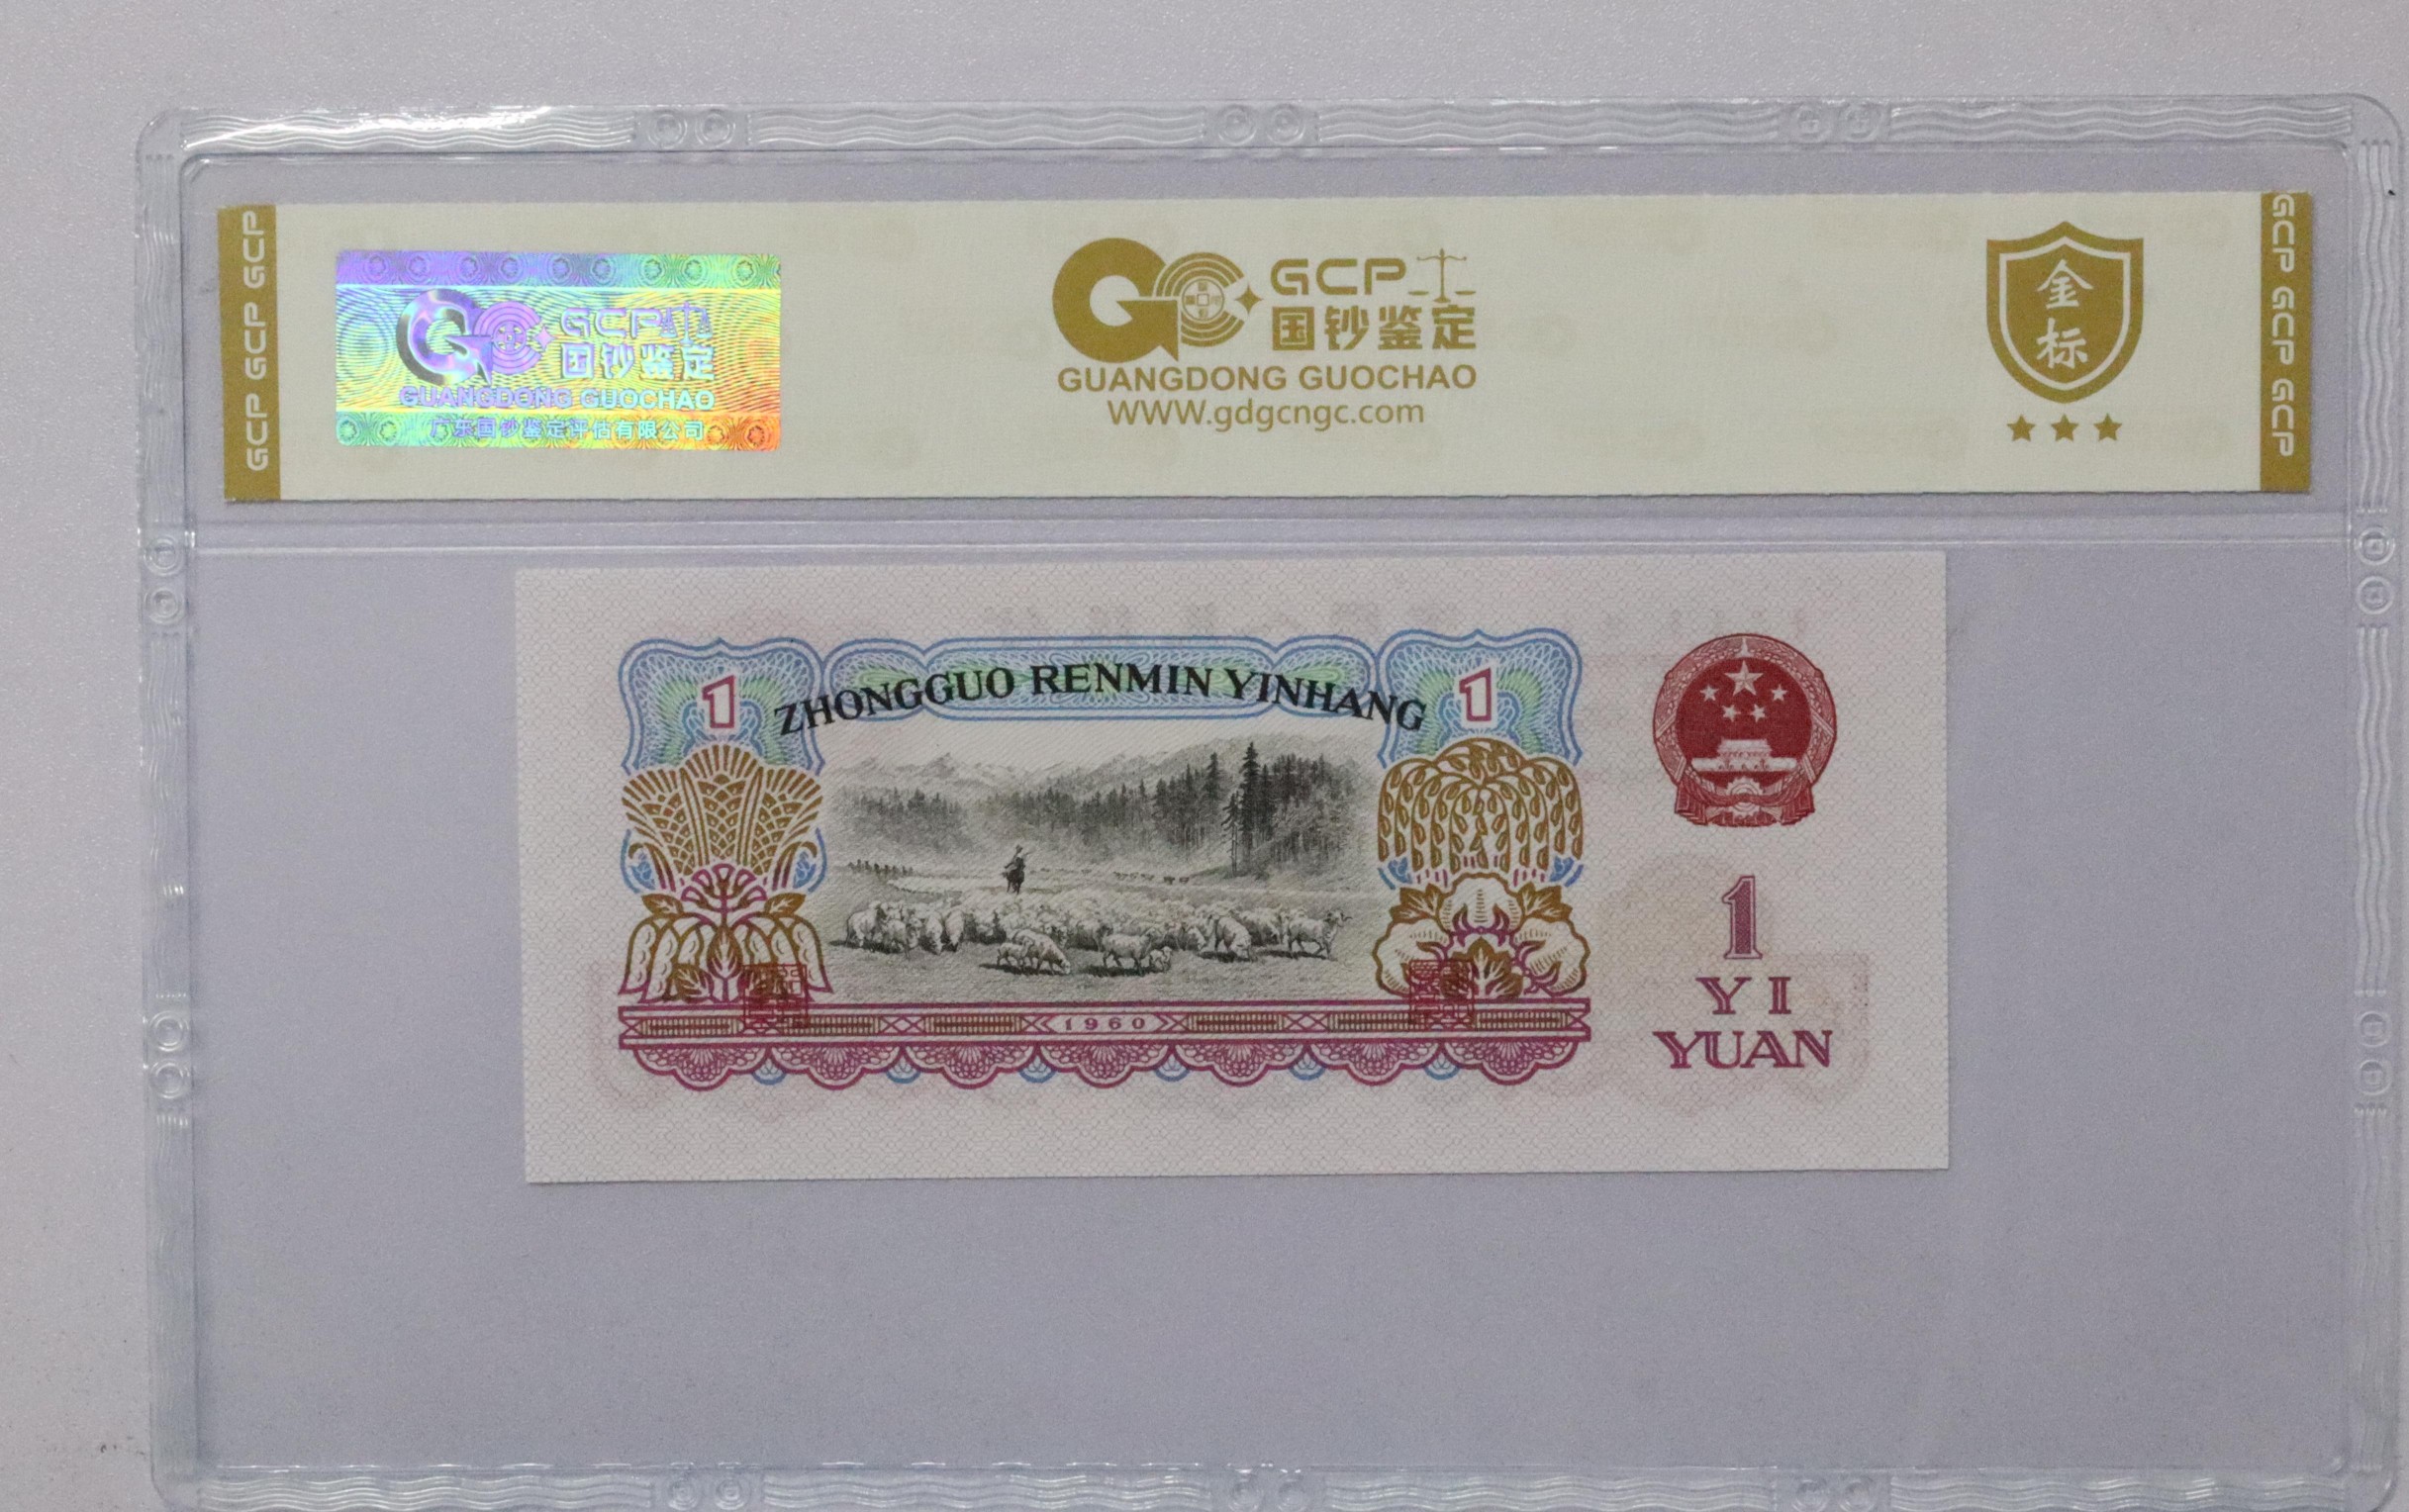 GCP GCP GCP
GCP
国钞鉴定
GUANGDONG GUOCHAO
广东国钞鉴定评估有限公司
GCP
国钞鉴定
GUANGDONG GUOCHAO
WWW.gdgcngc.com
金
标
GCP GCP GCP
1
ZHONGGUO RENMIN YINHANG
1
1960
1
YI
YUAN